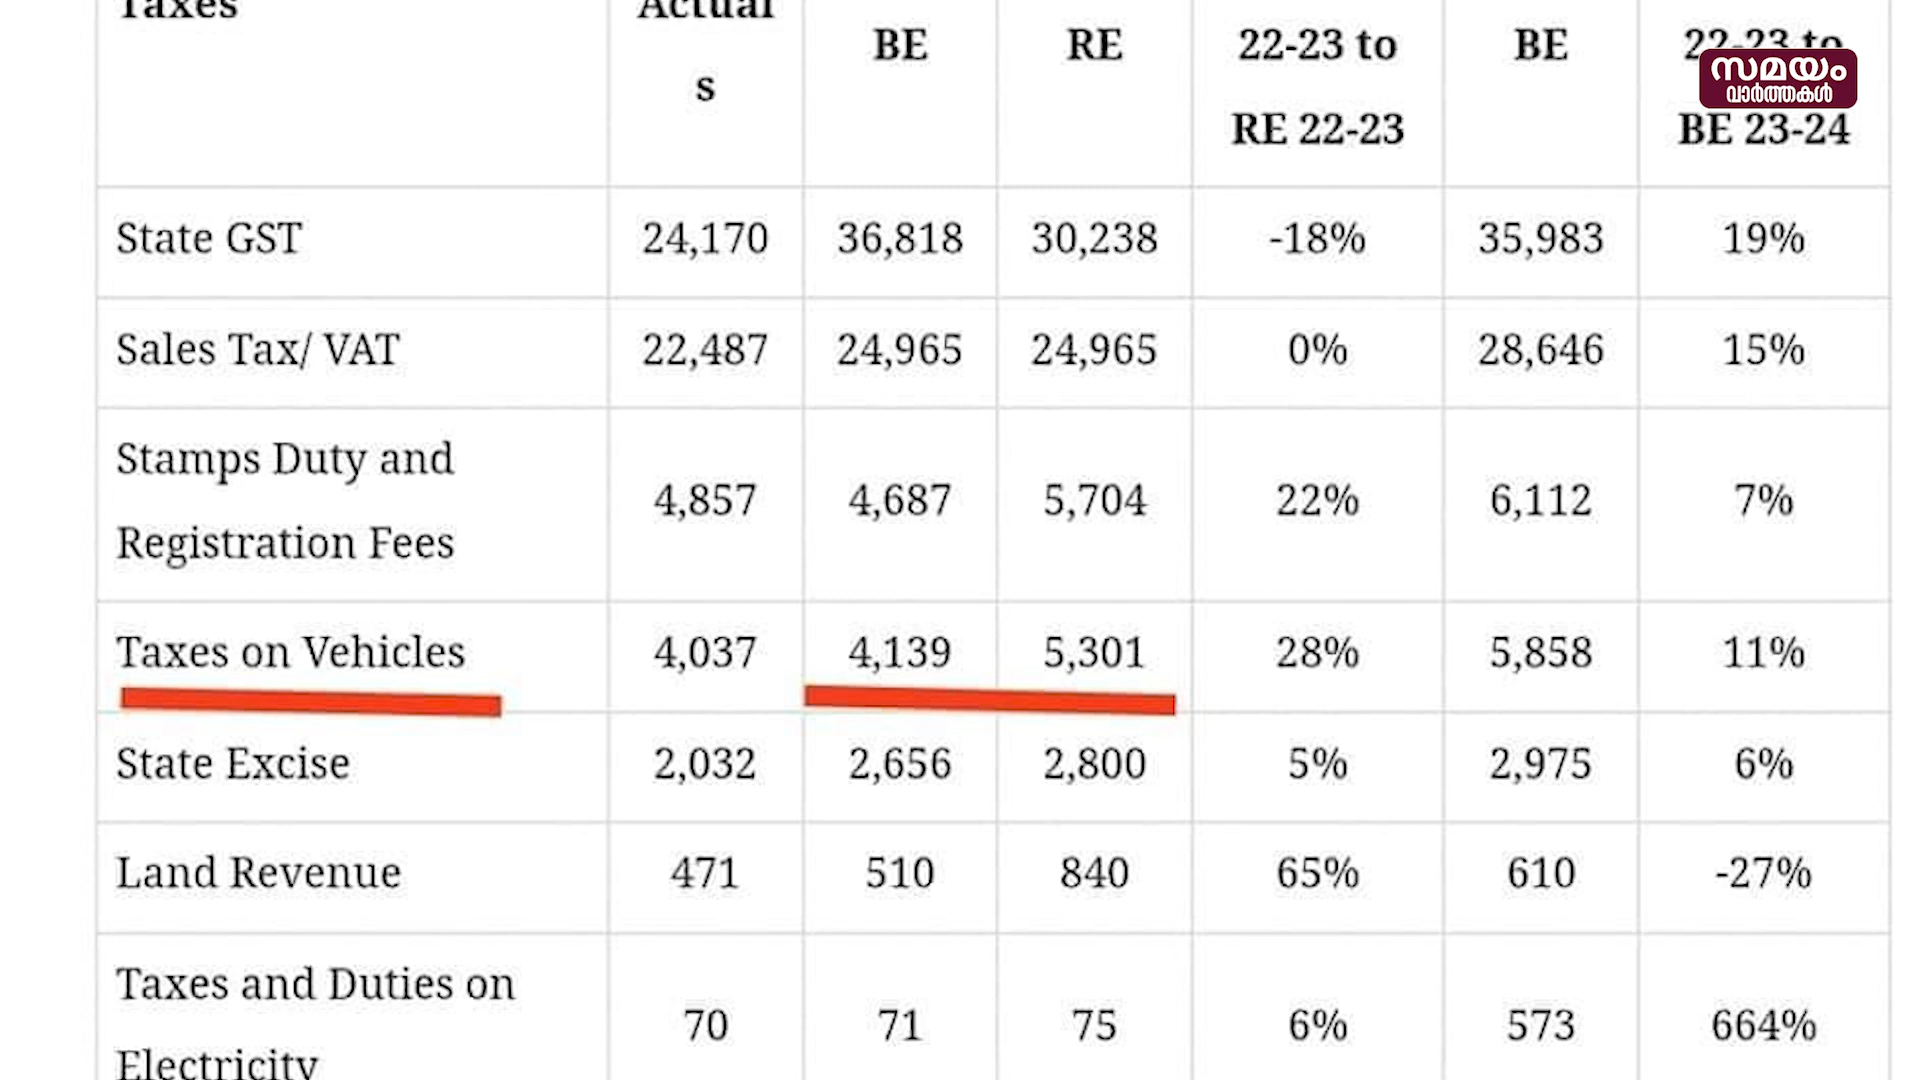 Taxes Actual BE RE 22-23 to BE 22-23 to
s RE 22-23 BE 23-24
സമയം
വാർത്തകൾ
State GST 24,170 36,818 30,238 -18% 35,983 19%
Sales Tax/ VAT 22,487 24,965 24,965 0% 28,646 15%
Stamps Duty and
Registration Fees 4,857 4,687 5,704 22% 6,112 7%
Taxes on Vehicles 4,037 4,139 5,301 28% 5,858 11%
State Excise 2,032 2,656 2,800 5% 2,975 6%
Land Revenue 471 510 840 65% 610 -27%
Taxes and Duties on
Electricity 70 71 75 6% 573 664%